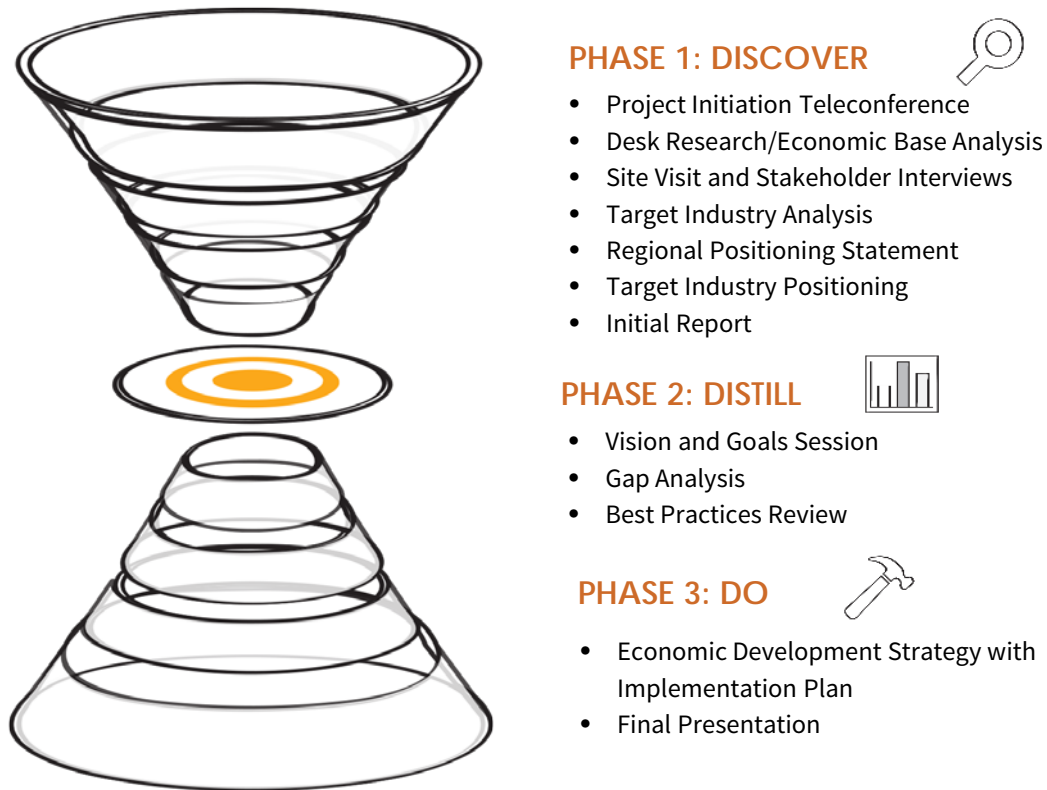 PHASE 1: DISCOVER
• Project Initiation Teleconference
• Desk Research/Economic Base Analysis
• Site Visit and Stakeholder Interviews
• Target Industry Analysis
• Regional Positioning Statement
• Target Industry Positioning
• Initial Report
PHASE 2: DISTILL
• Vision and Goals Session
• Gap Analysis
• Best Practices Review
PHASE 3: DO
• Economic Development Strategy with
Implementation Plan
• Final Presentation